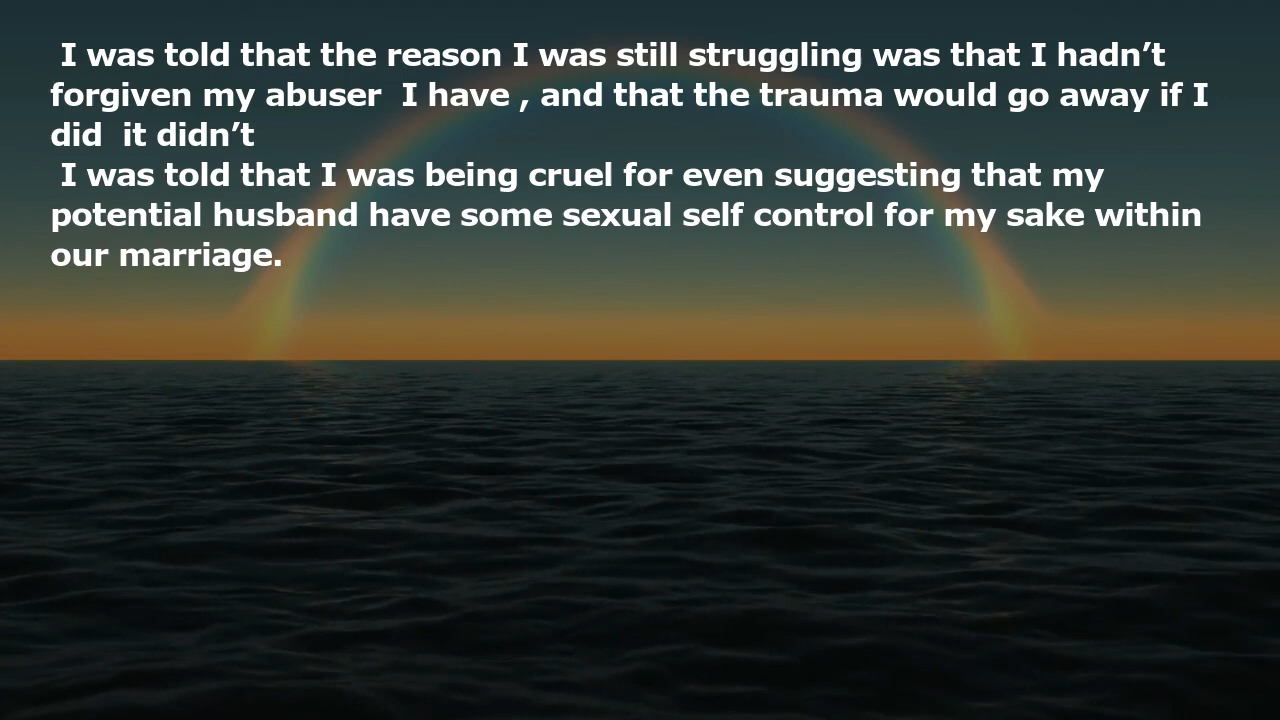 I was told that the reason I was still struggling was that I hadn’t
forgiven my abuser  I have , and that the trauma would go away if I
did  it didn’t
I was told that I was being cruel for even suggesting that my
potential husband have some sexual self control for my sake within
our marriage.